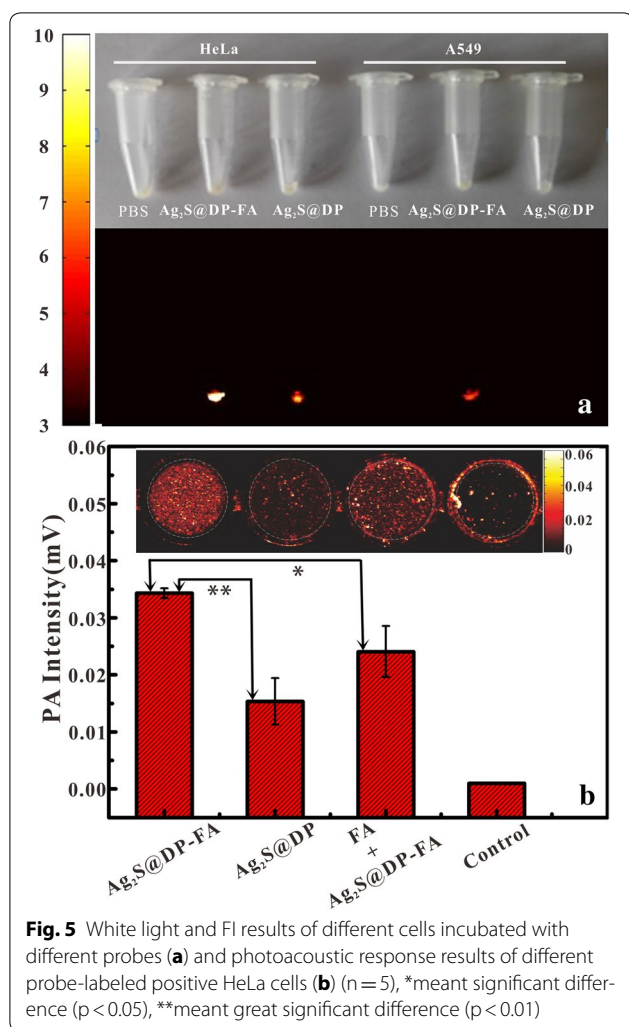 10
9
8
7
6
5
4
3
HeLa A549
PBS Ag₂S@DP-FA Ag₂S@DP PBS Ag₂S@DP-FA Ag₂S@DP
a
0.06
0.05
0.04
0.03
0.02
0.01
0.00
PA Intensity(mV)
0.06
0.04
0.02
0
**
*
b
Ag₂S@DP-FA
Ag₂S@DP
FA
+
Ag₂S@DP-FA
Control
Fig. 5 White light and FI results of different cells incubated with
different probes (a) and photoacoustic response results of different
probe-labeled positive HeLa cells (b) (n = 5), *meant significant differ-
ence (p < 0.05), **meant great significant difference (p < 0.01)